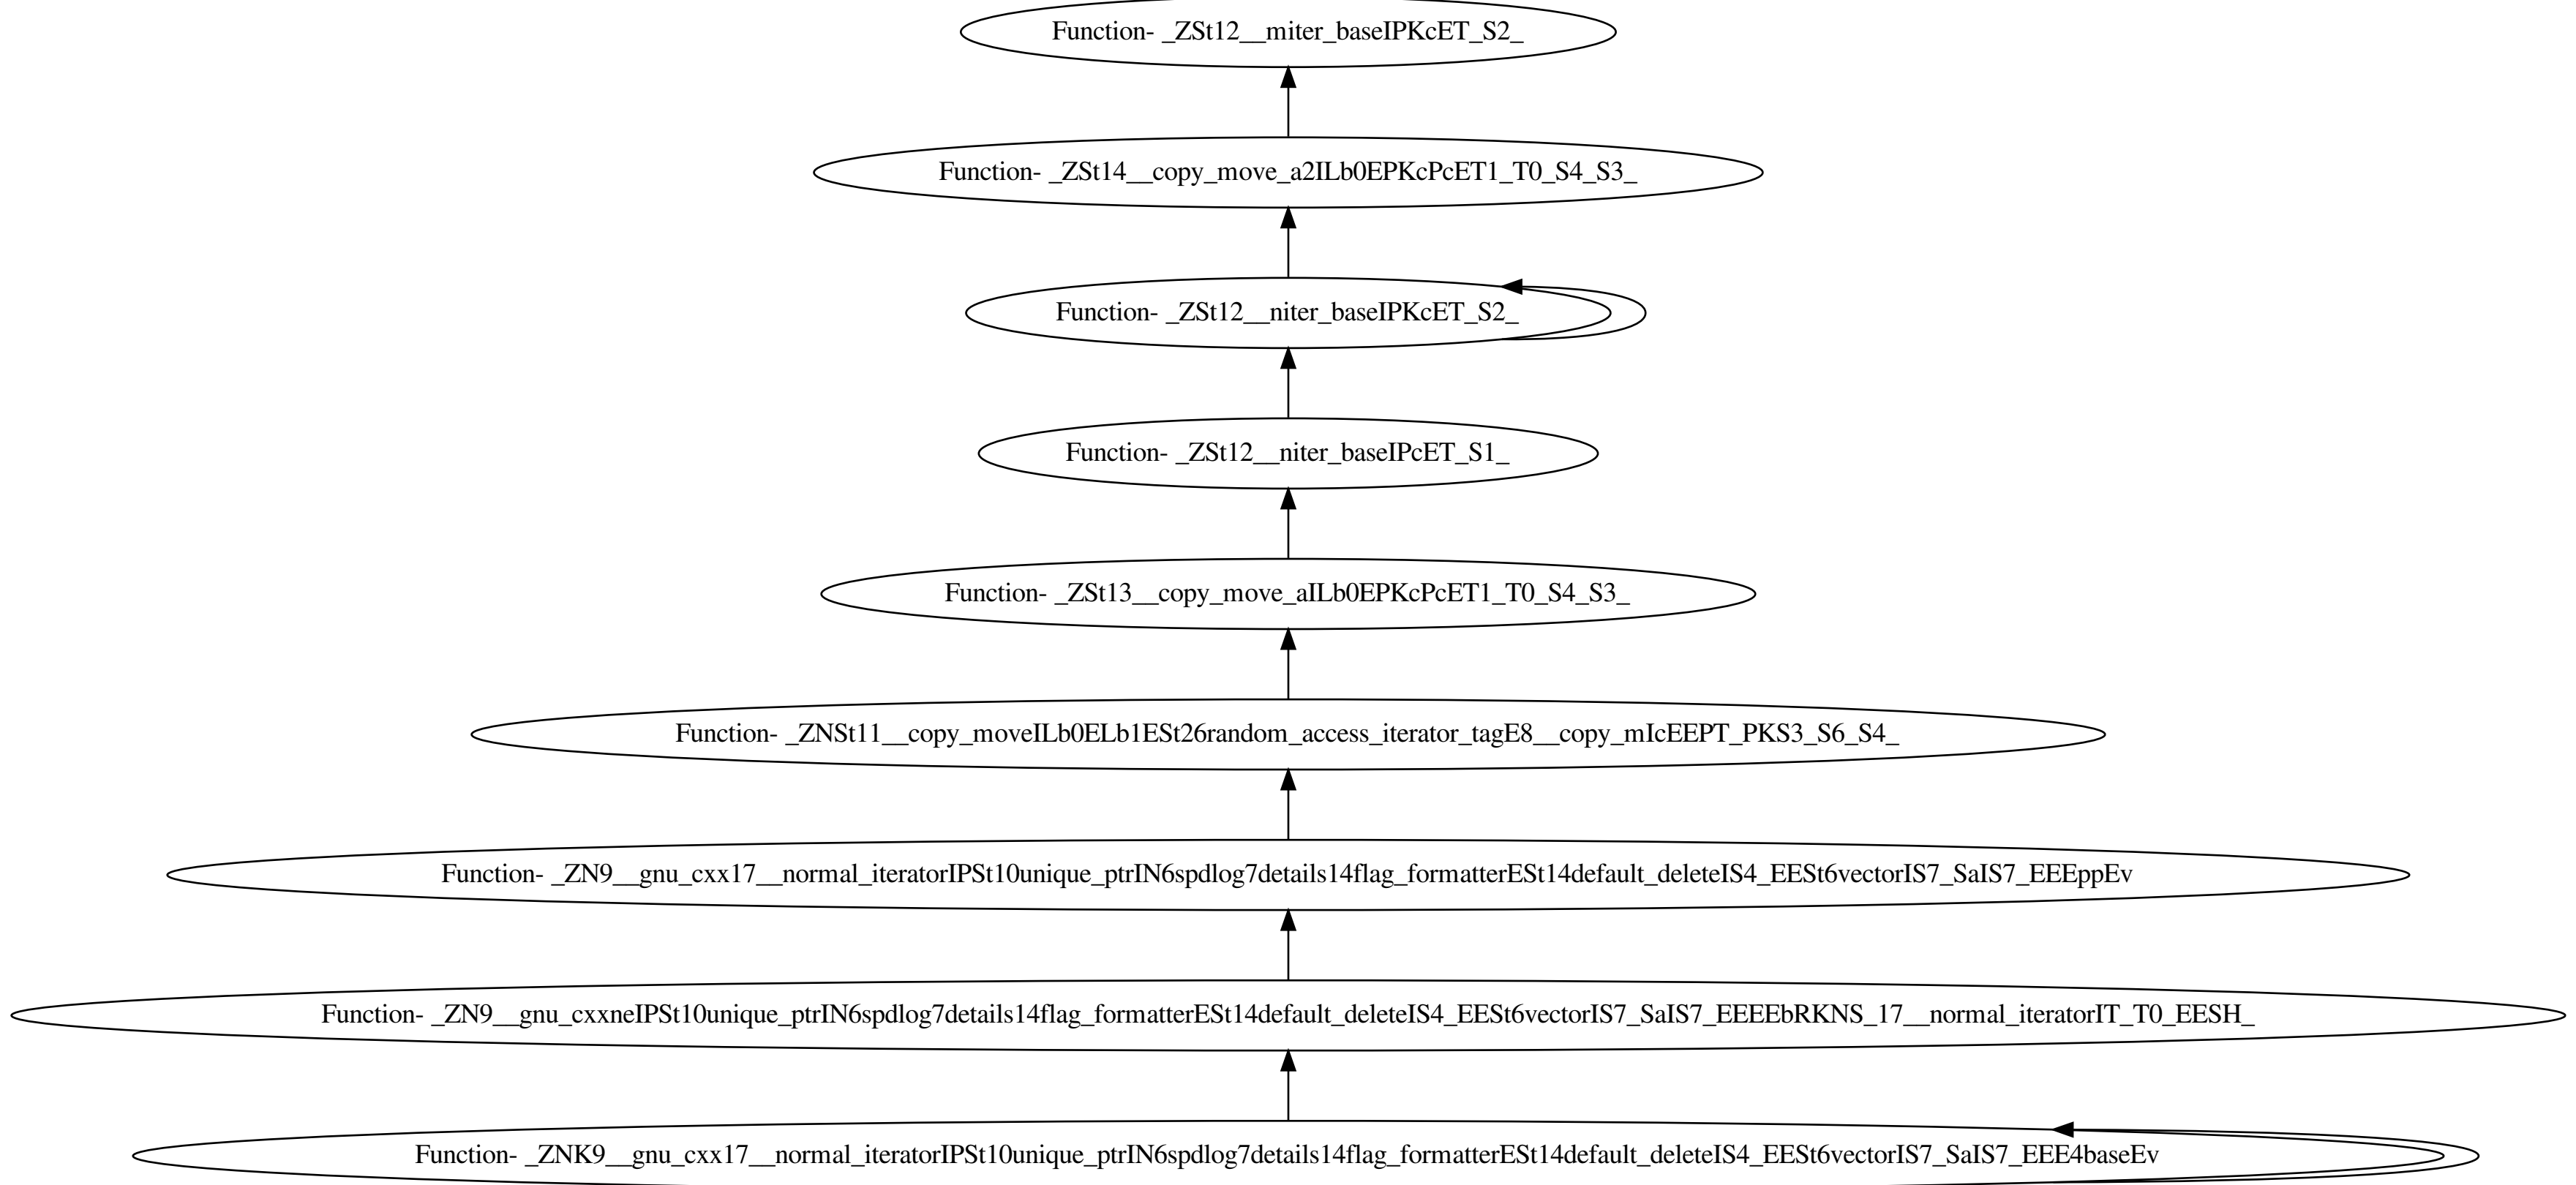 Function- _ZSt12__miter_baseIPKcET_S2_
Function- _ZSt14__copy_move_a2ILb0EPKcPcET1_T0_S4_S3_
Function- _ZSt12__niter_baseIPKcET_S2_
Function- _ZSt12__niter_baseIPcET_S1_
Function- _ZSt13__copy_move_aILb0EPKcPcET1_T0_S4_S3_
Function- _ZNSt11__copy_moveILb0ELb1ESt26random_access_iterator_tagE8__copy_mIcEEPT_PKS3_S6_S4_
Function- _ZN9__gnu_cxx17__normal_iteratorIPSt10unique_ptrIN6spdlog7details14flag_formatterESt14default_deleteIS4_EESt6vectorIS7_SaIS7_EEEppEv
Function- _ZN9__gnu_cxxneIPSt10unique_ptrIN6spdlog7details14flag_formatterESt14default_deleteIS4_EESt6vectorIS7_SaIS7_EEEEbRKNS_17__normal_iteratorIT_T0_EESH_
Function- _ZNK9__gnu_cxx17__normal_iteratorIPSt10unique_ptrIN6spdlog7details14flag_formatterESt14default_deleteIS4_EESt6vectorIS7_SaIS7_EEE4baseEv